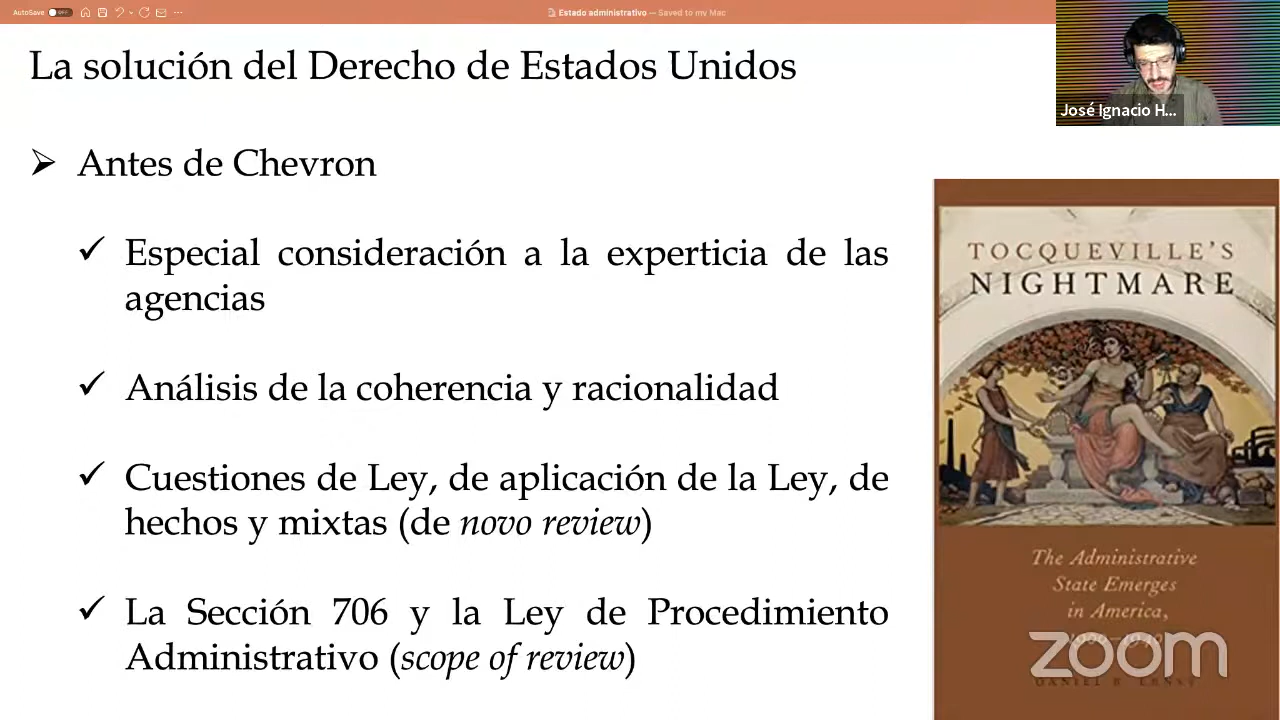 AutoSave OFF
Estado administrativo — Saved to my Mac
La solución del Derecho de Estados Unidos
José Ignacio H...
➢ Antes de Chevron
✓ Especial consideración a la experticia de las
agencias
✓ Análisis de la coherencia y racionalidad
✓ Cuestiones de Ley, de aplicación de la Ley, de
hechos y mixtas (de novo review)
✓ La Sección 706 y la Ley de Procedimiento
Administrativo (scope of review)
TOCQUEVILLE'S
NIGHTMARE
The Administrative
State Emerges
in America,
zoom